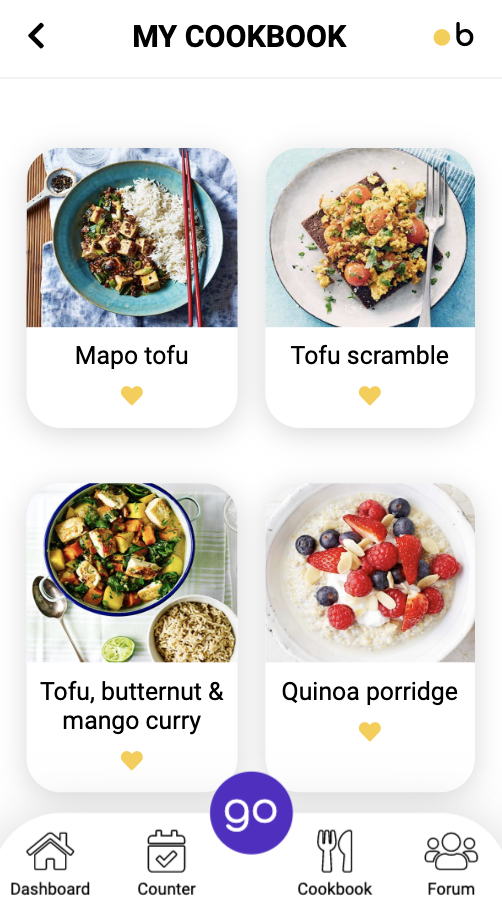 MY COOKBOOK
b
Mapo tofu
Tofu scramble
Tofu, butternut &
mango curry
Quinoa porridge
go
Dashboard
Counter
Cookbook
Forum